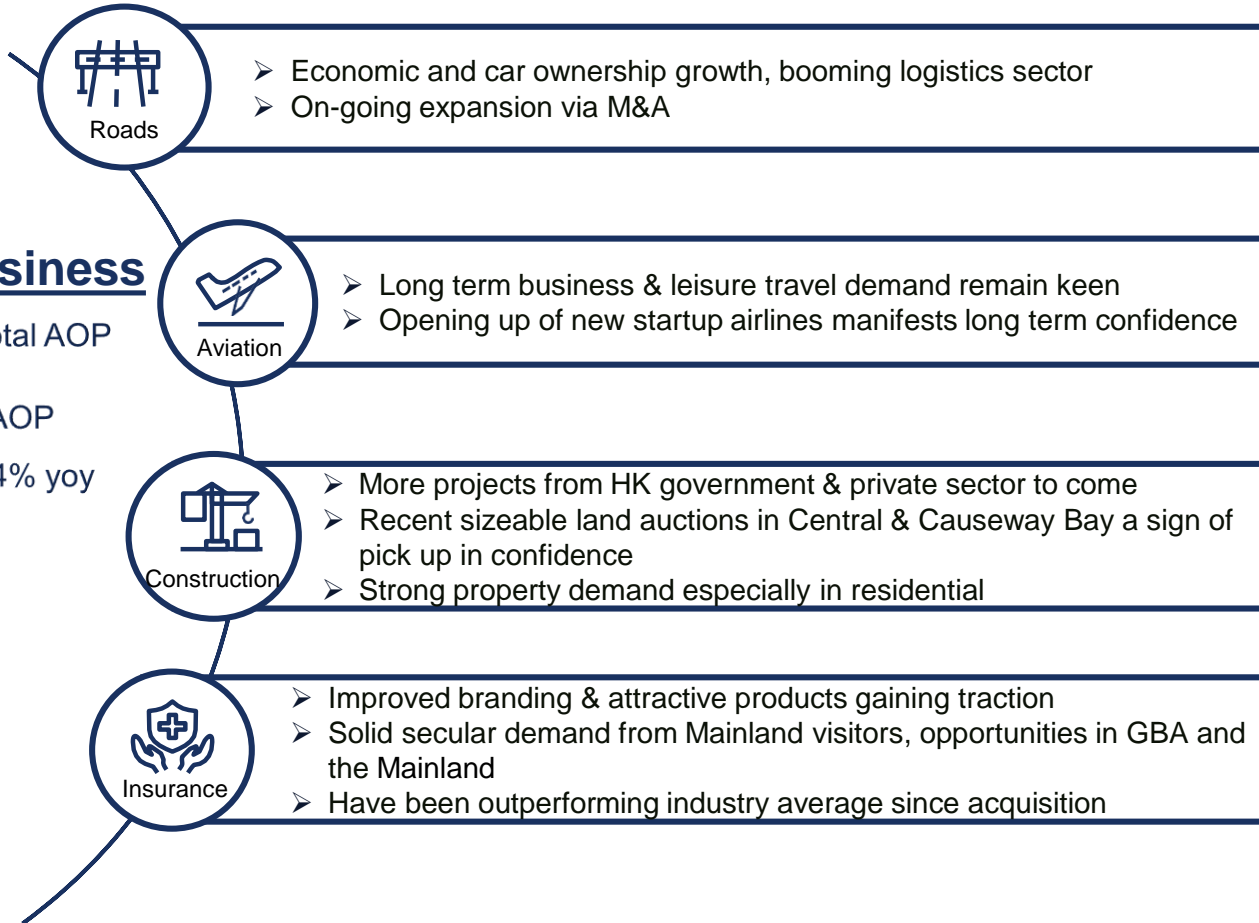 Roads
➢ Economic and car ownership growth, booming logistics sector
➢ On-going expansion via M&A
Aviation
➢ Long term business & leisure travel demand remain keen
➢ Opening up of new startup airlines manifests long term confidence
siness
otal AOP
AOP
4% yoy
Construction
➢ More projects from HK government & private sector to come
➢ Recent sizeable land auctions in Central & Causeway Bay a sign of
pick up in confidence
➢ Strong property demand especially in residential
Insurance
➢ Improved branding & attractive products gaining traction
➢ Solid secular demand from Mainland visitors, opportunities in GBA and
the Mainland
➢ Have been outperforming industry average since acquisition